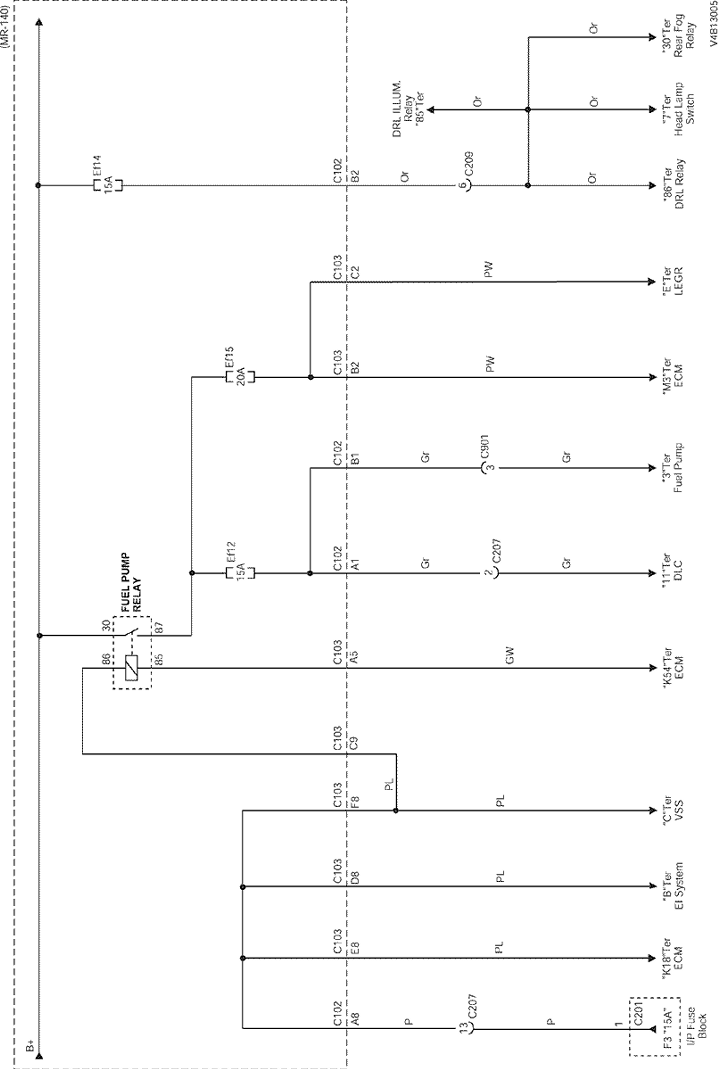 (MR-140)
B+
FUEL PUMP
RELAY
86
30
85
87
Ef12
15A
Ef15
20A
Ef14
15A
C102
A8
C103
E8
C103
D8
C103
F8
C103
C9
C103
A5
C102
A1
C102
B1
C103
B2
C103
C2
C102
B2
P
13
C207
P
1
C201
F3 "15A"
I/P Fuse
Block
PL
"K18"Ter
ECM
PL
"B"Ter
EI System
PL
PL
"C"Ter
VSS
GW
"K54"Ter
ECM
Gr
2
C207
Gr
"11"Ter
DLC
Gr
3
C901
Gr
"3"Ter
Fuel Pump
PW
"M3"Ter
ECM
PW
"E"Ter
LEGR
Or
6
C209
Or
"86"Ter
DRL Relay
DRL ILLUM.
Relay
"85"Ter
Or
Or
"7"Ter
Head Lamp
Switch
Or
"30"Ter
Rear Fog
Relay
V4B13005